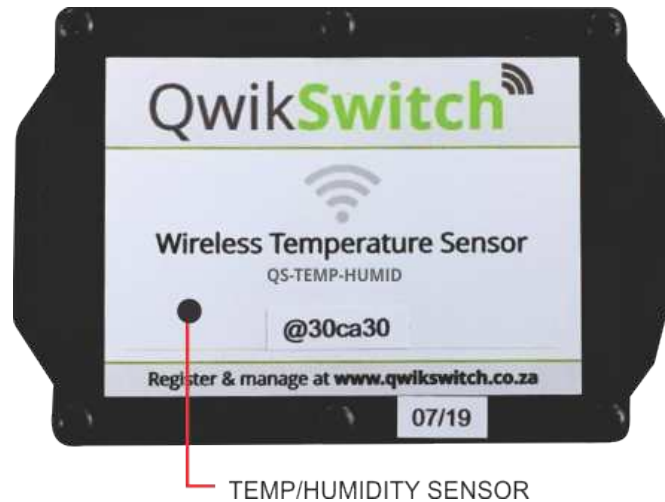 QwikSwitch
Wireless Temperature Sensor
QS-TEMP-HUMID
@30ca30
Register & manage at www.qwikswitch.co.za
07/19
TEMP/HUMIDITY SENSOR